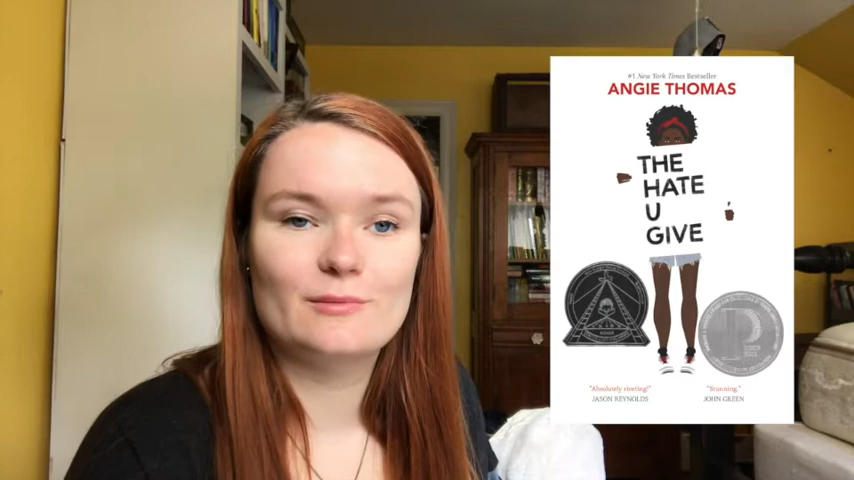 #1 New York Times Bestseller
ANGIE THOMAS
THE
HATE
U
GIVE
"Absolutely riveting!"
JASON REYNOLDS
"Stunning."
JOHN GREEN